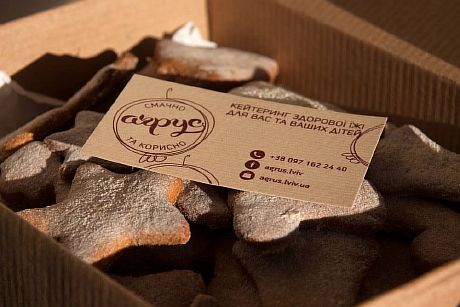 СМАЧНО
агрус
ТА КОРИСНО
КЕЙТЕРИНГ ЗДОРОВОЇ ЇЖІ
ДЛЯ ВАС ТА ВАШИХ ДІТЕЙ
+38 097 162 24 40
agrus.lviv
agrus.lviv.ua